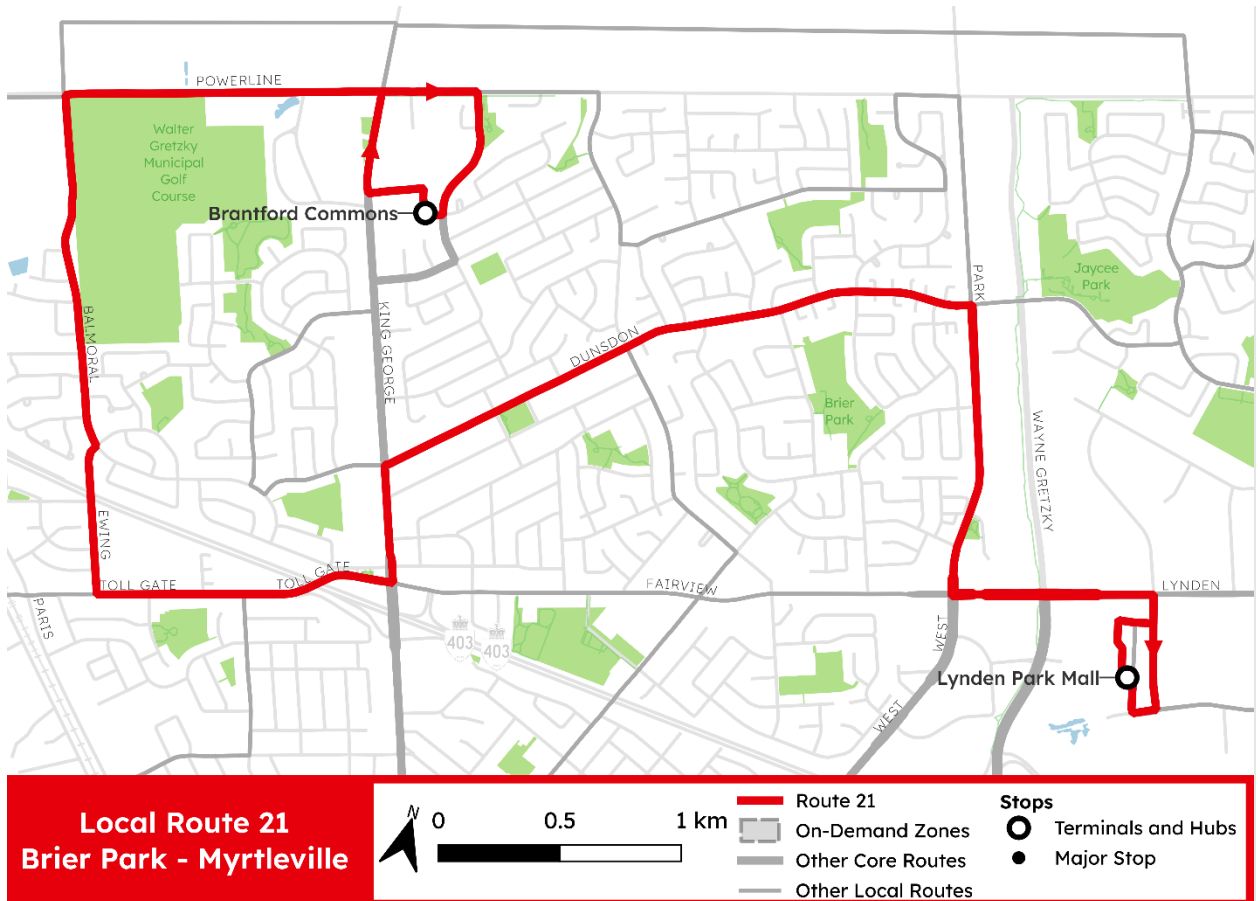 POWERLINE
Walter
Gretzky
Municipal
Golf
Course
Brantford Commons
PARK
Jaycee
Park
BALMORAL
KING GEORGE
DUNSDON
Brier
Park
WAYNE GRETZKY
EWING
TOLL GATE
TOLL GATE
FAIRVIEW
LYNDEN
PARIS
403
403
WEST
Lynden Park Mall
WEST
Local Route 21
Brier Park - Myrtleville
N
0 0.5 1 km
Route 21
On-Demand Zones
Other Core Routes
Other Local Routes
Stops
Terminals and Hubs
Major Stop